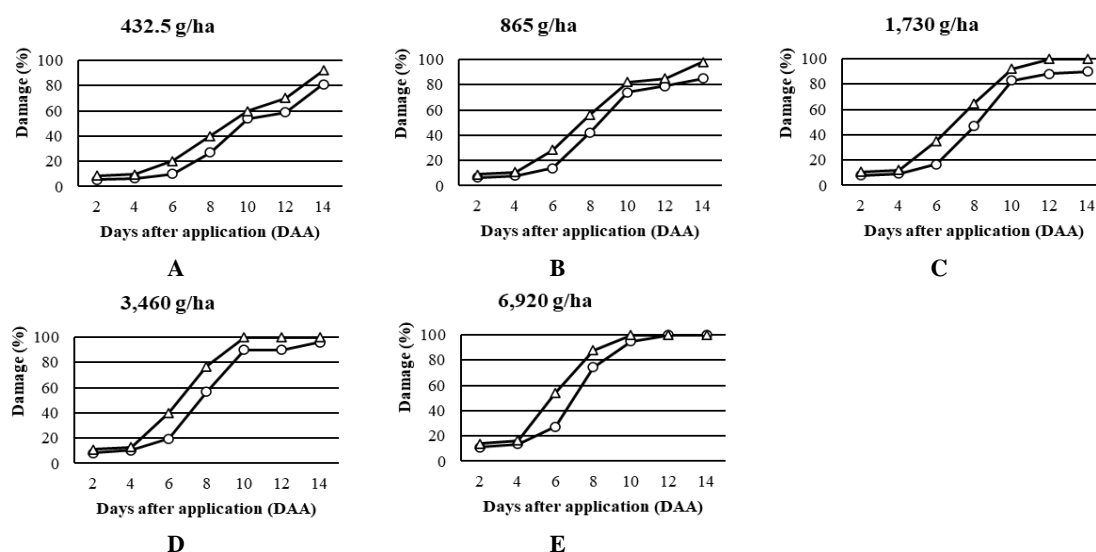 432.5 g/ha
865 g/ha
1,730 g/ha
Damage (%)
100
80
60
40
20
0
2 4 6 8 10 12 14
Days after application (DAA)
A
Damage (%)
100
80
60
40
20
0
2 4 6 8 10 12 14
Days after application (DAA)
B
Damage (%)
100
80
60
40
20
0
2 4 6 8 10 12 14
Days after application (DAA)
C
3,460 g/ha
6,920 g/ha
Damage (%)
100
80
60
40
20
0
2 4 6 8 10 12 14
Days after application (DAA)
D
Damage (%)
100
80
60
40
20
0
2 4 6 8 10 12 14
Days after application (DAA)
E